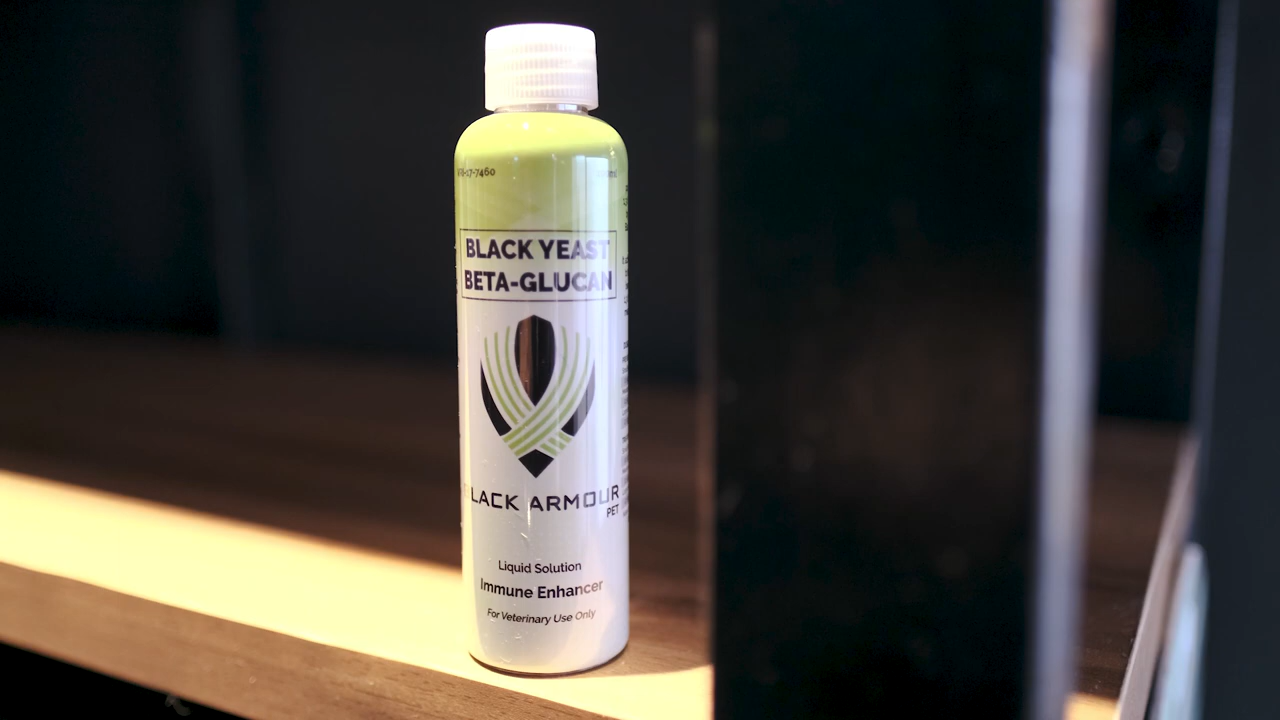 BLACK YEAST
BETA-GLUCAN
LACK ARMOUR
PET
Liquid Solution
Immune Enhancer
For Veterinary Use Only